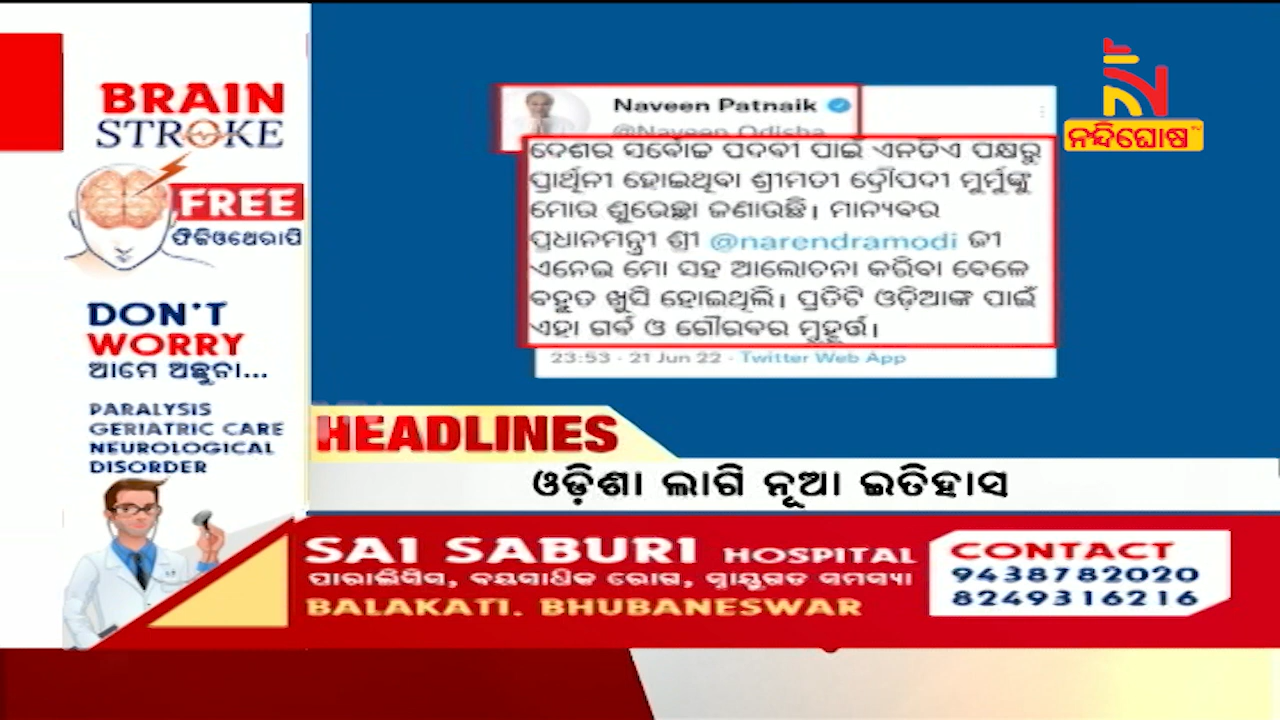 BRAIN
STROKE
FREE
ଫିଜିଓଥେରାପି
DON'T
WORRY
ଆମେ ଅଛୁନା...
PARALYSIS
GERIATRIC CARE
NEUROLOGICAL
DISORDER
Naveen Patnaik
@Naveen_Odisha
ଦେଶର ସର୍ବୋଚ୍ଚ ପଦବୀ ପାଇଁ ଏନଡିଏ ପକ୍ଷରୁ
ପ୍ରାର୍ଥିନୀ ହୋଇଥିବା ଶ୍ରୀମତୀ ଦ୍ରୌପଦୀ ମୁର୍ମୁଙ୍କୁ
ମୋର ଶୁଭେଚ୍ଛା ଜଣାଉଛି। ମାନ୍ୟବର
ପ୍ରଧାନମନ୍ତ୍ରୀ ଶ୍ରୀ @narendramodi ଜୀ
ଏନେଇ ମୋ ସହ ଆଲୋଚନା କରିବା ବେଳେ
ବହୁତ ଖୁସି ହୋଇଥିଲି। ପ୍ରତିଟି ଓଡ଼ିଆଙ୍କ ପାଇଁ
ଏହା ଗର୍ବ ଓ ଗୌରବର ମୁହୂର୍ତ୍ତ।
23:53 · 21 Jun 22 · Twitter Web App
ନନ୍ଦିଘୋଷ TV
HEADLINES
ଓଡ଼ିଶା ଲାଗି ନୂଆ ଇତିହାସ
SAI SABURI HOSPITAL
ପାରାଲିସିସ, ବୟସାଧିକ ରୋଗ, ସ୍ନାୟୁଗତ ସମସ୍ୟା
BALAKATI, BHUBANESWAR
CONTACT
9438782020
8249316216